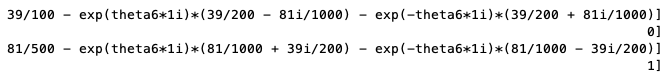 39/100 - exp(theta6*1i)*(39/200 - 81i/1000) - exp(-theta6*1i)*(39/200 + 81i/1000)]
0]
81/500 - exp(theta6*1i)*(81/1000 + 39i/200) - exp(-theta6*1i)*(81/1000 - 39i/200)]
1]